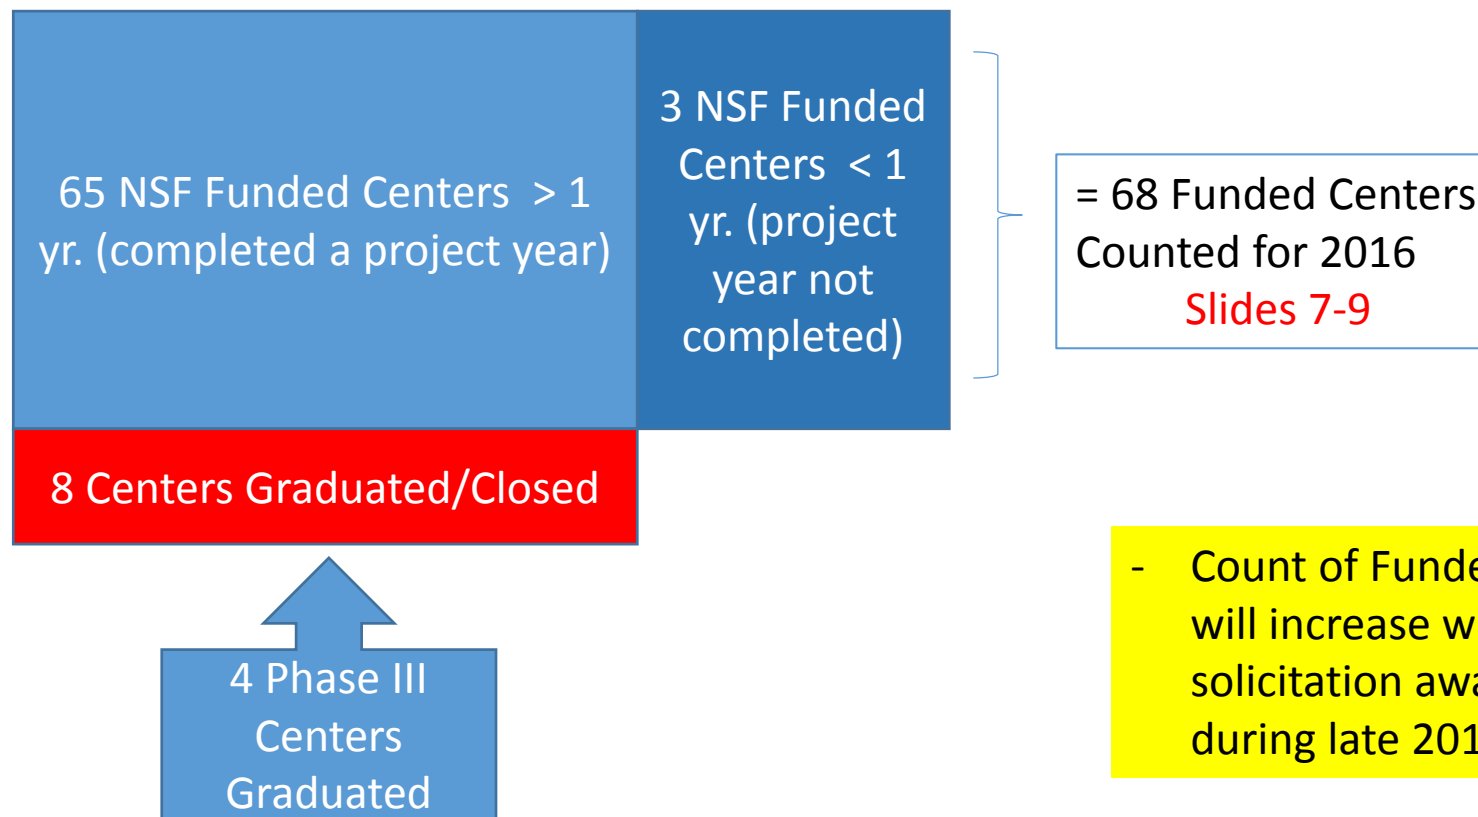 65 NSF Funded Centers > 1
yr. (completed a project year)
3 NSF Funded
Centers < 1
yr. (project
year not
completed)
= 68 Funded Centers
Counted for 2016
Slides 7-9
8 Centers Graduated/Closed
4 Phase III
Centers
Graduated
- Count of
will increase
solicitation
during late